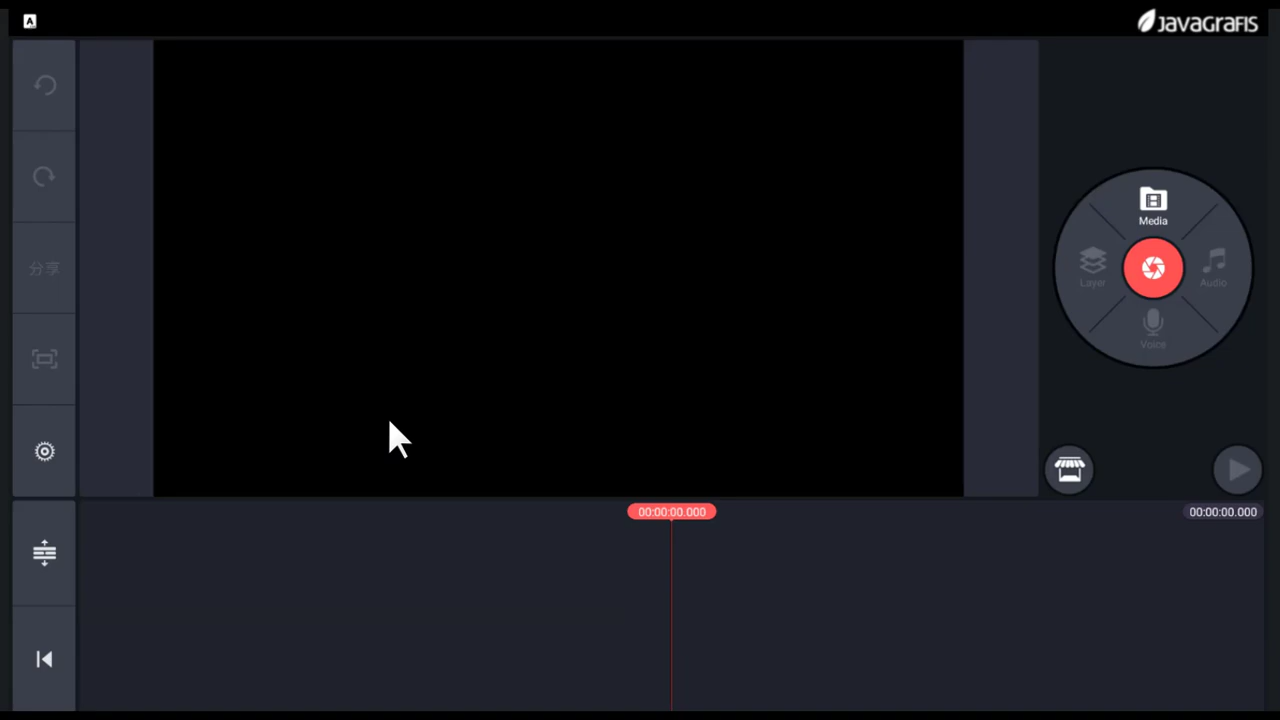 A
JAVAGRAFIS
Media
分享
Layer
Audio
Voice
00:00:00.000
00:00:00.000